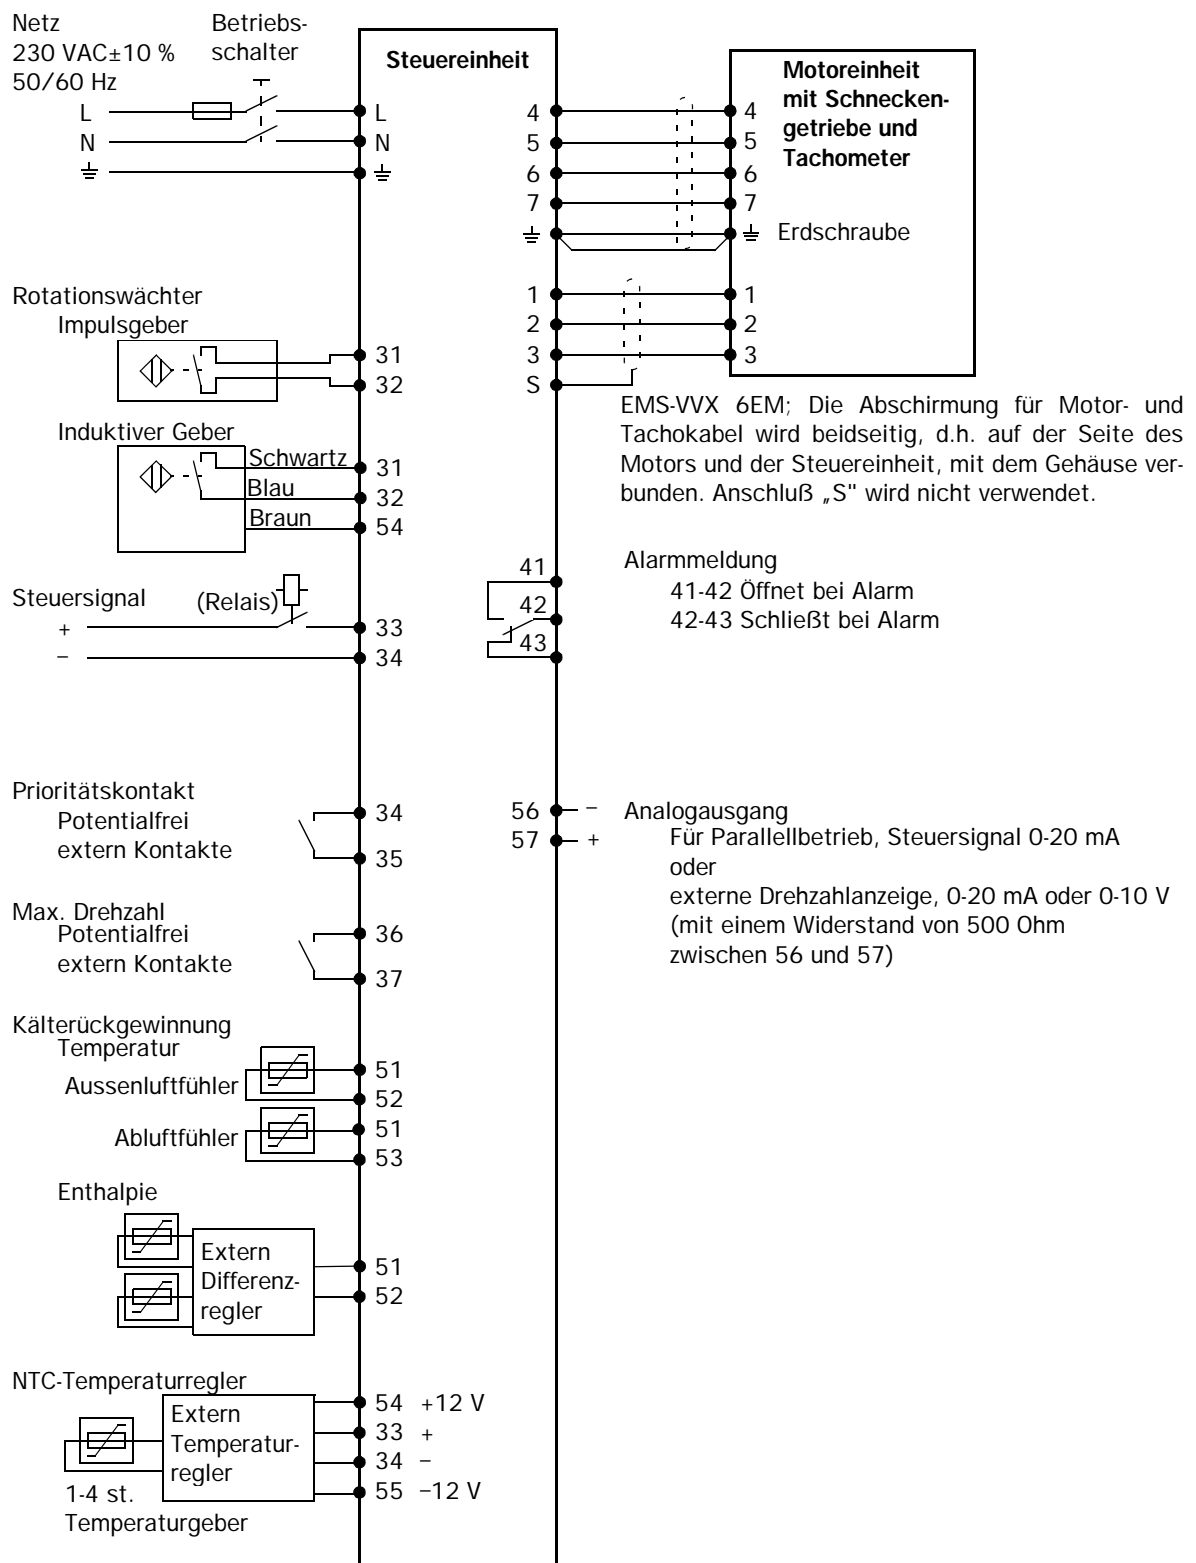 Netz
230 VAC±10 %
50/60 Hz
Betriebs-
schalter
L
N
L
N
Steuereinheit
4
5
6
7
1
2
3
S
Motoreinheit
mit Schnecken-
getriebe und
Tachometer
4
5
6
7
Erdschraube
1
2
3
EMS-VVX 6EM; Die Abschirmung für Motor- und
Tachokabel wird beidseitig, d.h. auf der Seite des
Motors und der Steuereinheit, mit dem Gehäuse ver-
bunden. Anschluß „S" wird nicht verwendet.
Rotationswächter
Impulsgeber
31
32
Induktiver Geber
Schwartz 31
Blau 32
Braun 54
Steuersignal
(Relais)
+ 33
− 34
41
42
43
Alarmmeldung
41-42 Öffnet bei Alarm
42-43 Schließt bei Alarm
Prioritätskontakt
Potentialfrei
extern Kontakte
34
35
56 −
57 +
Analogausgang
Für Parallellbetrieb, Steuersignal 0-20 mA
oder
externe Drehzahlanzeige, 0-20 mA oder 0-10 V
(mit einem Widerstand von 500 Ohm
zwischen 56 und 57)
Max. Drehzahl
Potentialfrei
extern Kontakte
36
37
Kälterückgewinnung
Temperatur
Aussenluftfühler
51
52
Abluftfühler
51
53
Enthalpie
Extern
Differenz-
regler
51
52
NTC-Temperaturregler
Extern
Temperatur-
regler
54 +12 V
33 +
34 −
55 −12 V
1-4 st.
Temperaturgeber